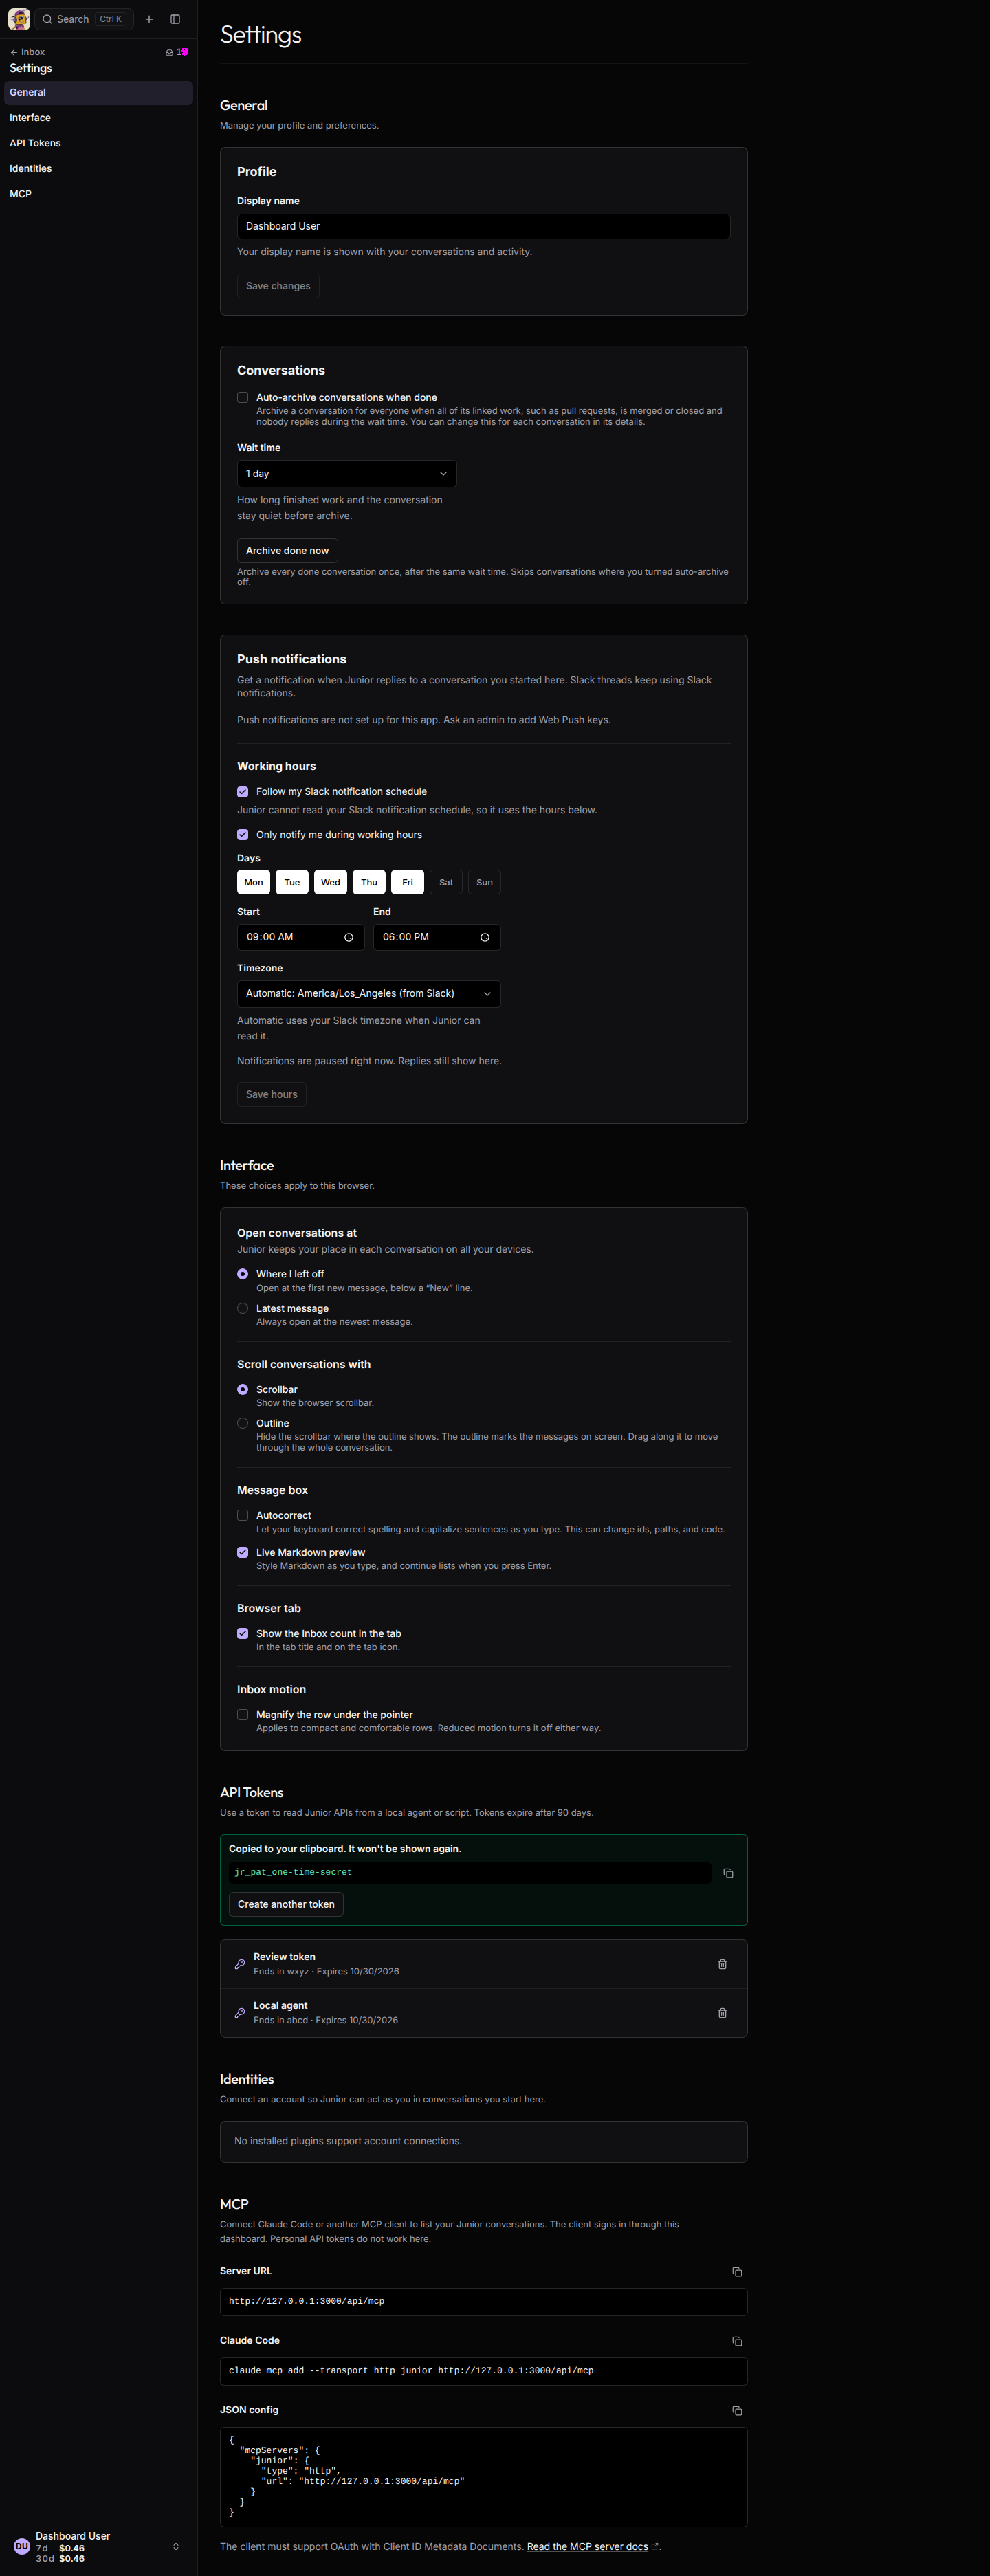 Search Ctrl K
Inbox
Settings
General
Interface
API Tokens
Identities
MCP
Settings
General
Manage your profile and preferences.
Profile
Display name
Dashboard User
Your display name is shown with your conversations and activity.
Save changes
Conversations
Auto-archive conversations when done
Archive a conversation for everyone when all of its linked work, such as pull requests, is merged or closed and
nobody replies during the wait time. You can change this for each conversation in its details.
Wait time
1 day
How long finished work and the conversation
stay quiet before archive.
Archive done now
Archive every done conversation once, after the same wait time. Skips conversations where you turned auto-archive
off.
Push notifications
Get a notification when Junior replies to a conversation you started here. Slack threads keep using Slack
notifications.
Push notifications are not set up for this app. Ask an admin to add Web Push keys.
Working hours
Follow my Slack notification schedule
Junior cannot read your Slack notification schedule, so it uses the hours below.
Only notify me during working hours
Days
Mon Tue Wed Thu Fri Sat Sun
Start End
09:00 AM 06:00 PM
Timezone
Automatic: America/Los_Angeles (from Slack)
Automatic uses your Slack timezone when Junior can
read it.
Notifications are paused right now. Replies still show here.
Save hours
Interface
These choices apply to this browser.
Open conversations at
Junior keeps your place in each conversation on all your devices.
Where I left off
Open at the first new message, below a “New” line.
Latest message
Always open at the newest message.
Scroll conversations with
Scrollbar
Show the browser scrollbar.
Outline
Hide the scrollbar where the outline shows. The outline marks the messages on screen. Drag along it to move
through the whole conversation.
Message box
Autocorrect
Let your keyboard correct spelling and capitalize sentences as you type. This can change ids, paths, and code.
Live Markdown preview
Style Markdown as you type, and continue lists when you press Enter.
Browser tab
Show the Inbox count in the tab
In the tab title and on the tab icon.
Inbox motion
Magnify the row under the pointer
Applies to compact and comfortable rows. Reduced motion turns it off either way.
API Tokens
Use a token to read Junior APIs from a local agent or script. Tokens expire after 90 days.
Copied to your clipboard. It won't be shown again.
jr_pat_one-time-secret
Create another token
Review token
Ends in wxyz · Expires 10/30/2026
Local agent
Ends in abcd · Expires 10/30/2026
Identities
Connect an account so Junior can act as you in conversations you start here.
No installed plugins support account connections.
MCP
Connect Claude Code or another MCP client to list your Junior conversations. The client signs in through this
dashboard. Personal API tokens do not work here.
Server URL
http://127.0.0.1:3000/api/mcp
Claude Code
claude mcp add --transport http junior http://127.0.0.1:3000/api/mcp
JSON config
{
"mcpServers": {
"junior": {
"type": "http",
"url": "http://127.0.0.1:3000/api/mcp"
}
}
}
The client must support OAuth with Client ID Metadata Documents. Read the MCP server docs.
DU Dashboard User
7d $0.46
30d $0.46